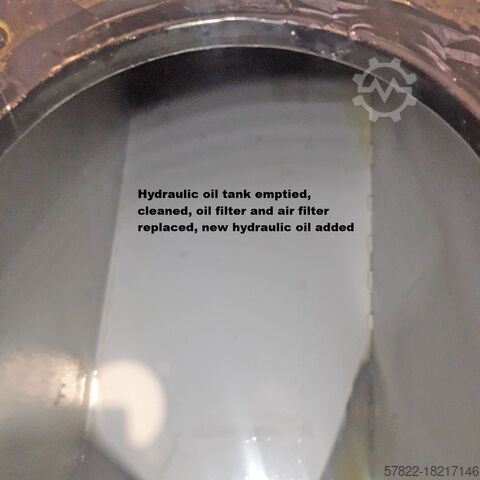 Hydraulic oil tank emptied,
cleaned, oil filter and air filter
replaced, new hydraulic oil added
57822-18217146